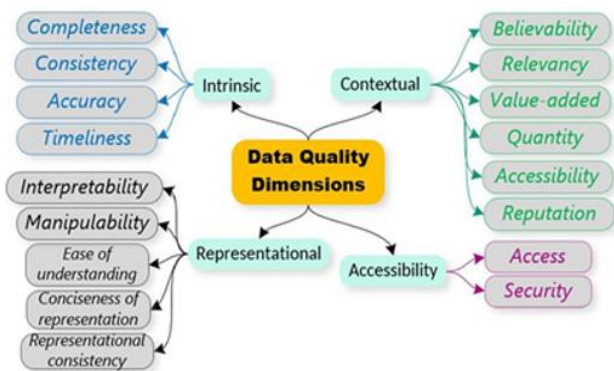 Completeness
Consistency
Accuracy
Timeliness
Intrinsic
Contextual
Believability
Relevancy
Value-added
Quantity
Accessibility
Reputation
Data Quality
Dimensions
Interpretability
Manipulability
Ease of
understanding
Conciseness of
representation
Representational
consistency
Representational
Accessibility
Access
Security